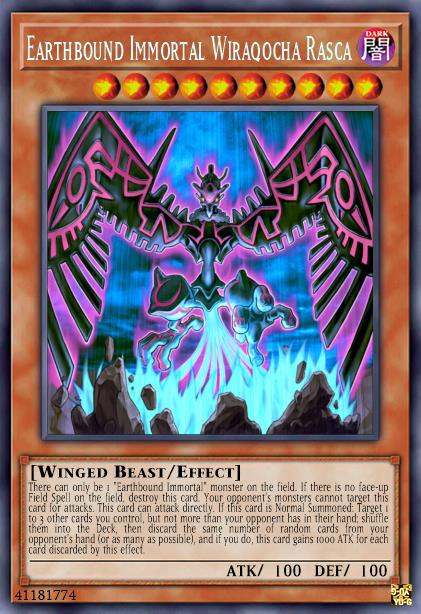 EARTHBOUND IMMORTAL WIRAQOCHA RASCA
DARK
闇
[WINGED BEAST/EFFECT]
There can only be 1 "Earthbound Immortal" monster on the field. If there is no face-up
Field Spell on the field, destroy this card. Your opponent's monsters cannot target this
card for attacks. This card can attack directly. If this card is Normal Summoned: Target 1
to 3 other cards you control, but not more than your opponent has in their hand; shuffle
them into the Deck, then discard the same number of random cards from your
opponent's hand (or as many as possible), and if you do, this card gains 1000 ATK for each
card discarded by this effect.
ATK/ 100 DEF/ 100
41181774